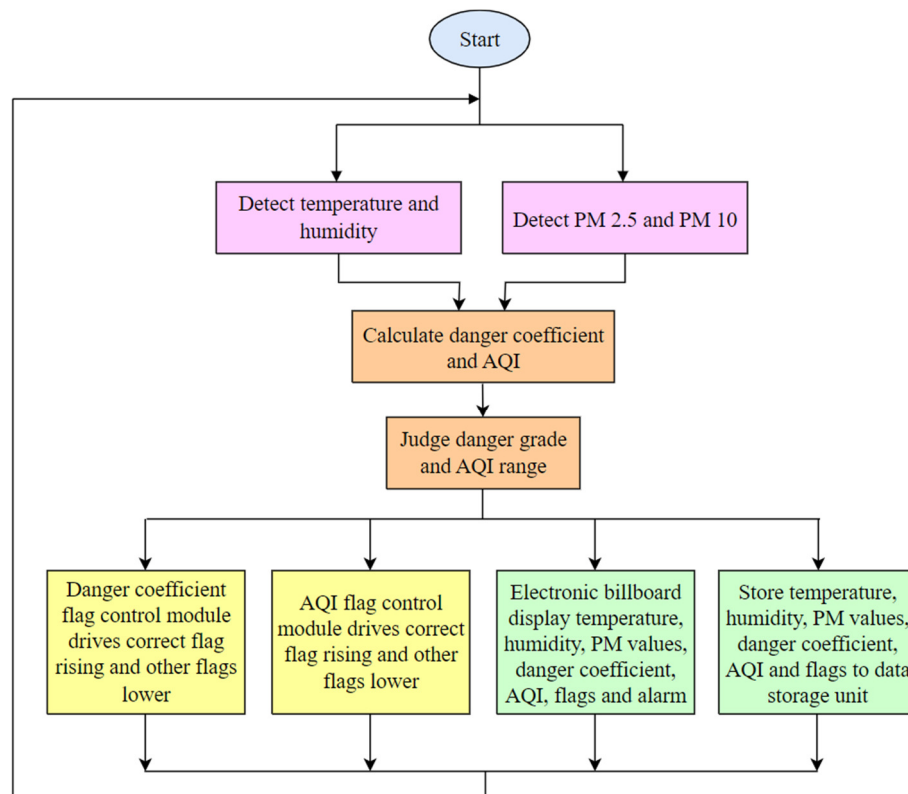 Start
Detect temperature and
humidity
Detect PM 2.5 and PM 10
Calculate danger coefficient
and AQI
Judge danger grade
and AQI range
Danger coefficient
flag control module
drives correct flag
rising and other flags
lower
AQI flag control
module drives correct
flag rising and other
flags lower
Electronic billboard
display temperature,
humidity, PM values,
danger coefficient,
AQI, flags and alarm
Store temperature,
humidity, PM values,
danger coefficient,
AQI and flags to data
storage unit